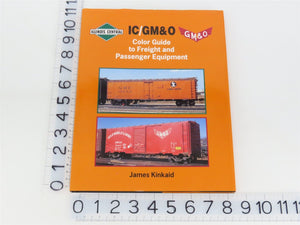 ILLINOIS CENTRAL
IC/GM&O
GM&O
Color Guide
to Freight and
Passenger Equipment
James Kinkaid
0 1 2 3 4 5 6 7 8 9 10 11
0 1 2 3 4 5 6 7 8 9 10 11